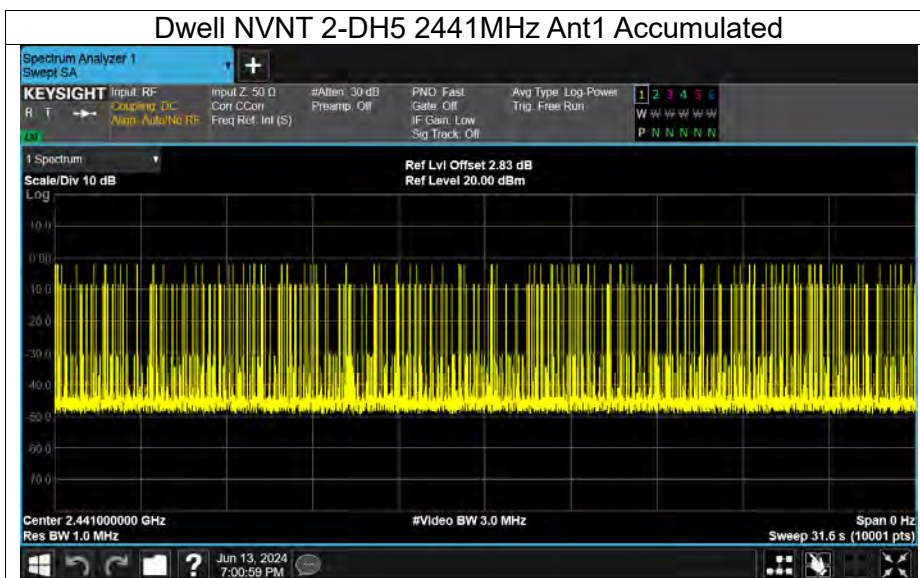 Dwell NVNT 2-DH5 2441MHz Ant1 Accumulated
Spectrum Analyzer 1
Swept SA
+
KEYSIGHT Input: RF Input Z: 50 Ω #Atten: 30 dB PNO: Fast Avg Type: Log-Power 1 2 3 4 5 6
R T Coupling: DC Corr CCorr Preamp: Off Gate: Off Trig: Free Run W W W W W W
Align: Auto/No RF Freq Ref: Int (S) IF Gain: Low P N N N N N
LXI Sig Track: Off
1 Spectrum
Ref Lvl Offset 2.83 dB
Scale/Div 10 dB Ref Level 20.00 dBm
Log
10.0
0.00
-10.0
-20.0
-30.0
-40.0
-50.0
-60.0
-70.0
Center 2.441000000 GHz #Video BW 3.0 MHz Span 0 Hz
Res BW 1.0 MHz Sweep 31.6 s (10001 pts)
? Jun 13, 2024
7:00:59 PM